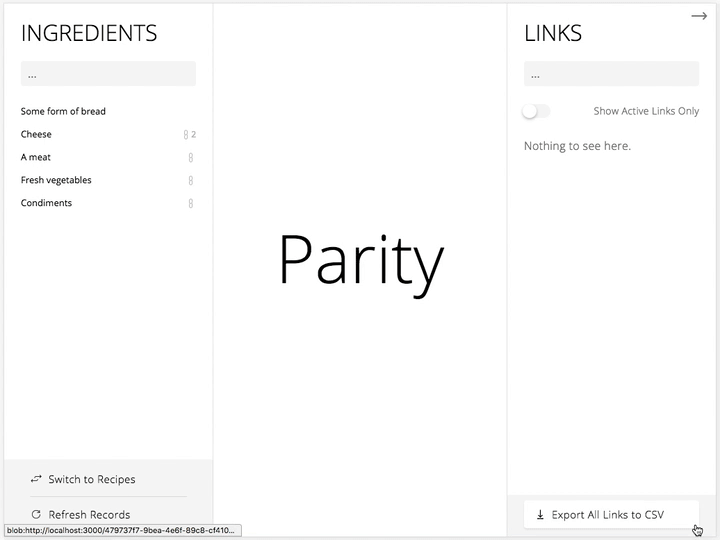 INGREDIENTS
...
Some form of bread
Cheese 2
A meat
Fresh vegetables
Condiments
Switch to Recipes
Refresh Records
blob:http://localhost:3000/479737f7-9bea-4e6f-89c8-cf410...
Parity
LINKS
...
Show Active Links Only
Nothing to see here.
Export All Links to CSV